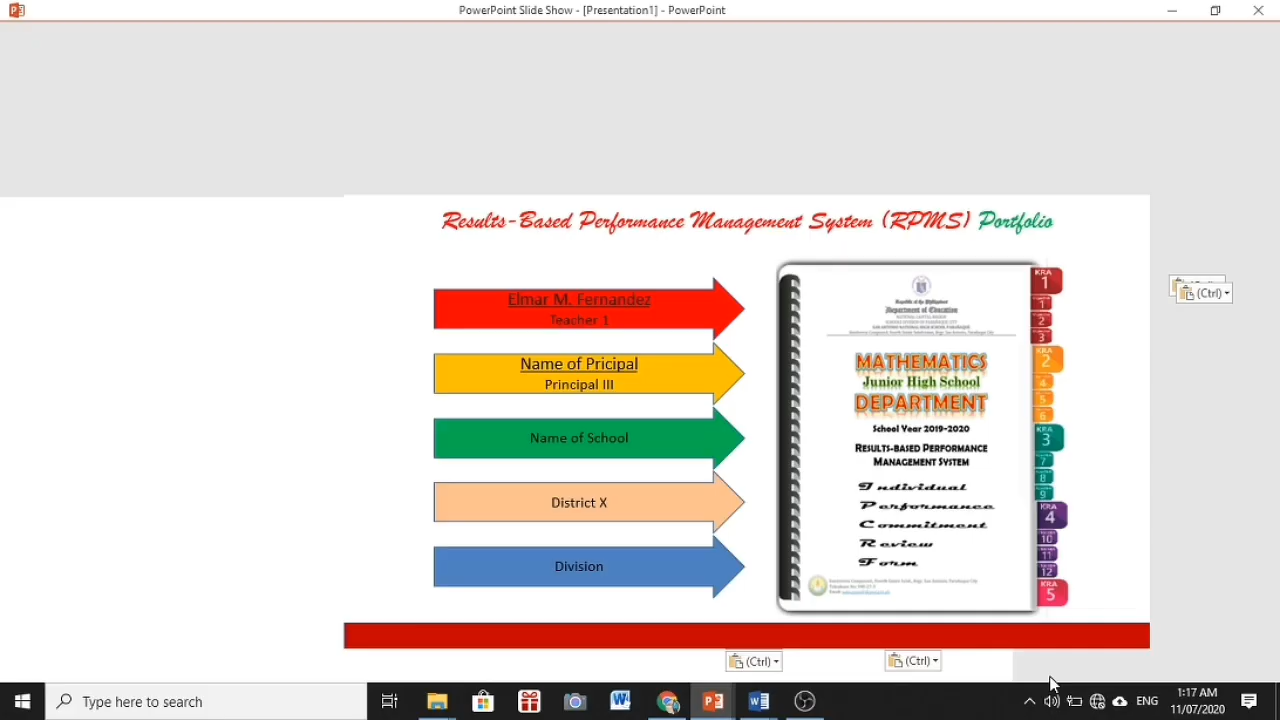 PowerPoint Slide Show - [Presentation1] - PowerPoint
Results-Based Performance Management System (RPMS) Portfolio
Elmar M. Fernandez
Teacher 1
Name of Pricipal
Principal III
Name of School
District X
Division
Republic of the Philippines
Department of Education
MATHEMATICS
Junior High School
DEPARTMENT
School Year 2019-2020
RESULTS-BASED PERFORMANCE
MANAGEMENT SYSTEM
Individual
Performance
Commitment
Review
Form
KRA
1
1
2
3
KRA
2
4
5
6
KRA
3
7
8
9
KRA
4
10
11
12
KRA
5
(Ctrl)
(Ctrl)
(Ctrl)
Type here to search
ENG
1:17 AM
11/07/2020